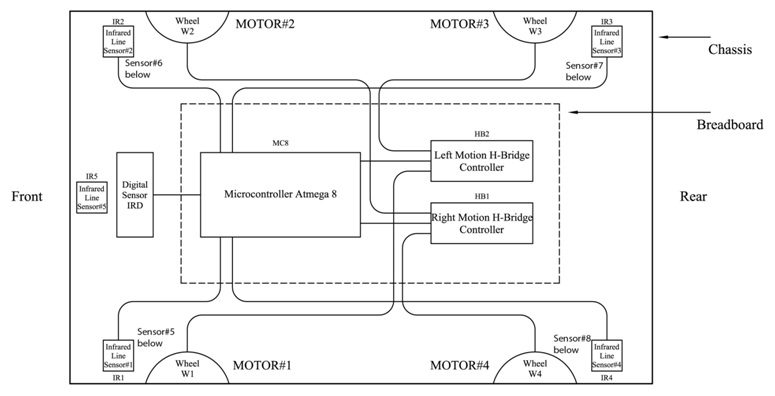 IR2
Infrared
Line
Sensor#2
Wheel
W2
MOTOR#2
MOTOR#3
Wheel
W3
IR3
Infrared
Line
Sensor#3
Chassis
Sensor#6
below
Sensor#7
below
Breadboard
MC8
HB2
Left Motion H-Bridge
Controller
Front
IR5
Infrared
Line
Sensor#5
Digital
Sensor
IRD
Microcontroller Atmega 8
HB1
Right Motion H-Bridge
Controller
Rear
Sensor#5
below
Infrared
Line
Sensor#1
IR1
Wheel
W1
MOTOR#1
MOTOR#4
Wheel
W4
Sensor#8
below
Infrared
Line
Sensor#4
IR4